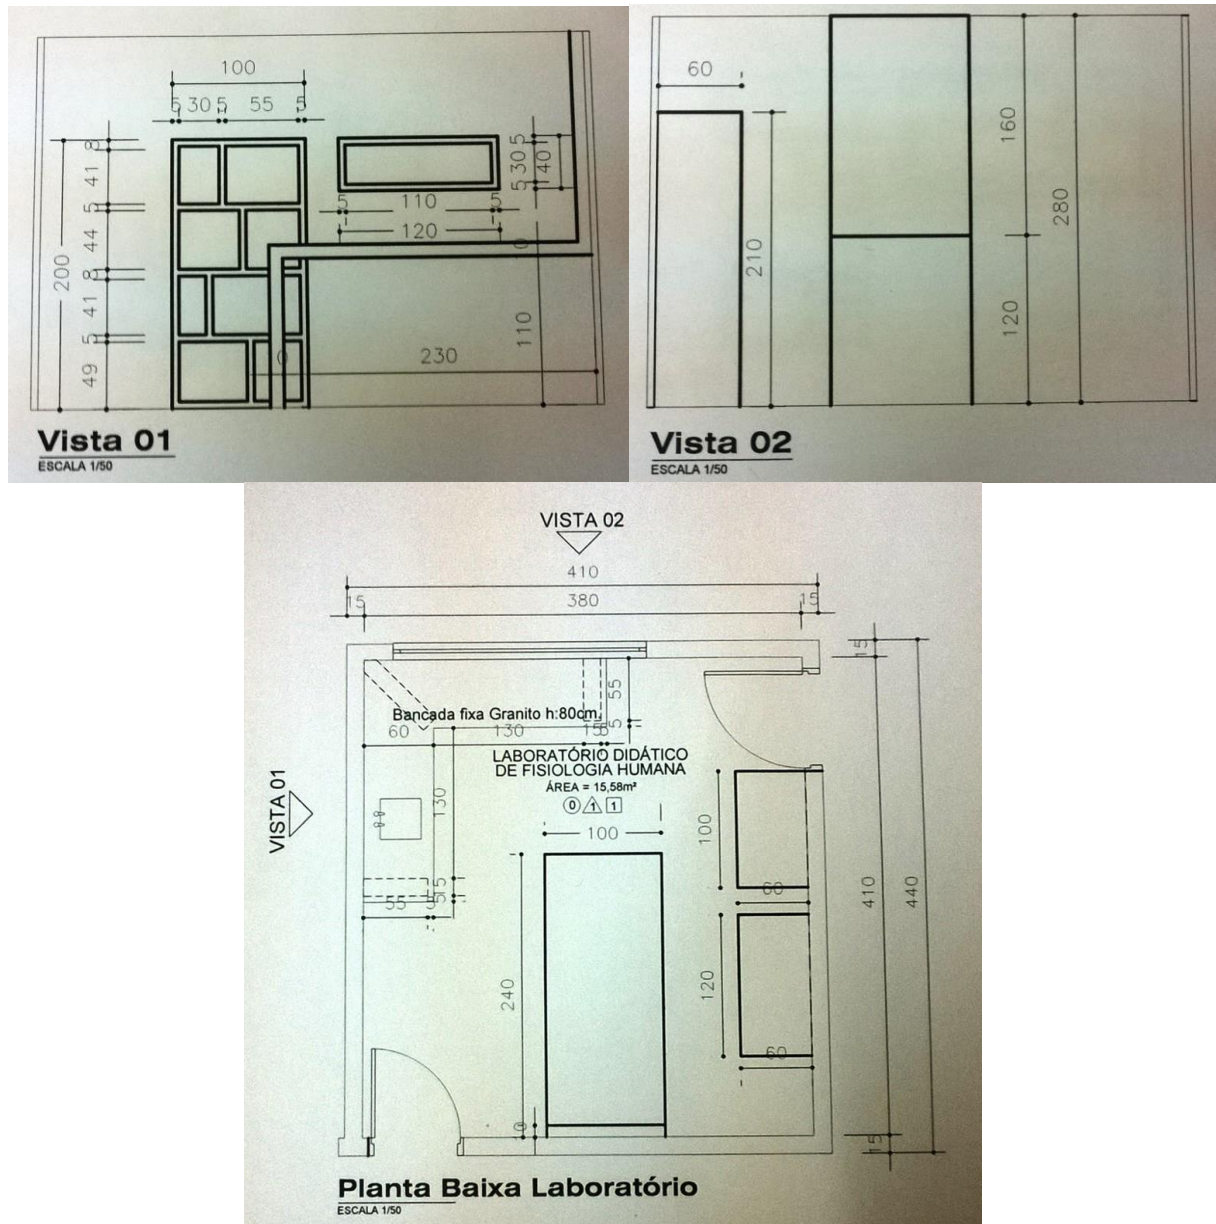 100
5 30 5 55 5
8
41
5
44
8
41
5
49
200
5 30 5
40
5 110 5
120
0
110
0
230
Vista 01
ESCALA 1/50
60
210
160
120
280
Vista 02
ESCALA 1/50
VISTA 02
410
15 380 15
15
55
5
Bancada fixa Granito h:80cm.
60 130 15 5
LABORATÓRIO DIDÁTICO
DE FISIOLOGIA HUMANA
ÁREA = 15,58m²
0 1 1
VISTA 01
130
100
100
15
5
55 5
60
410
440
240
120
60
10
15
Planta Baixa Laboratório
ESCALA 1/50